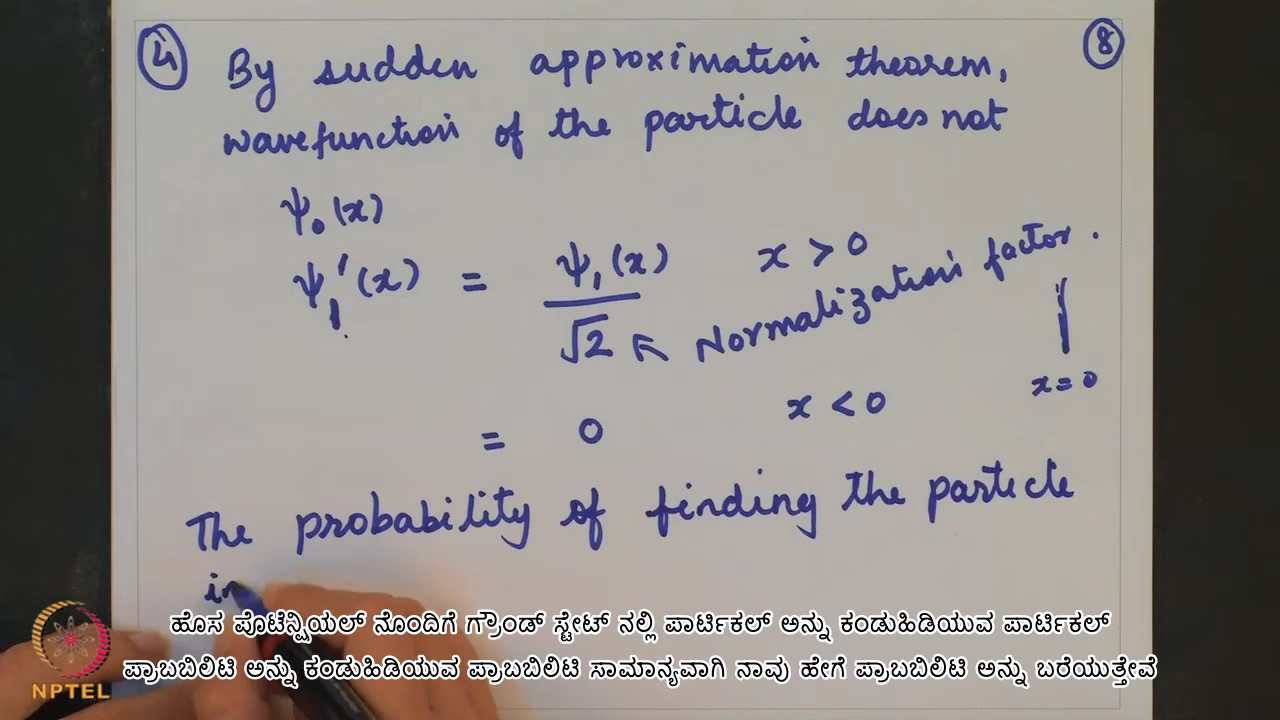 4 By sudden approximation theorem, 8
wavefunction of the particle does not
ψ₀(x)
ψ₁'(x) = ψ₁(x) / √2 x > 0
Normalization factor.
x = 0
= 0 x < 0
The probability of finding the particle
in
ಹೊಸ ಪೊಟೆನ್ಷಿಯಲ್ ನೊಂದಿಗೆ ಗ್ರೌಂಡ್ ಸ್ಟೇಟ್ ನಲ್ಲಿ ಪಾರ್ಟಿಕಲ್ ಅನ್ನು ಕಂಡುಹಿಡಿಯುವ ಪಾರ್ಟಿಕಲ್
ಪ್ರಾಬಬಿಲಿಟಿ ಅನ್ನು ಕಂಡುಹಿಡಿಯುವ ಪ್ರಾಬಬಿಲಿಟಿ ಸಾಮಾನ್ಯವಾಗಿ ನಾವು ಹೇಗೆ ಪ್ರಾಬಬಿಲಿಟಿ ಅನ್ನು ಬರೆಯುತ್ತೇವೆ
NPTEL